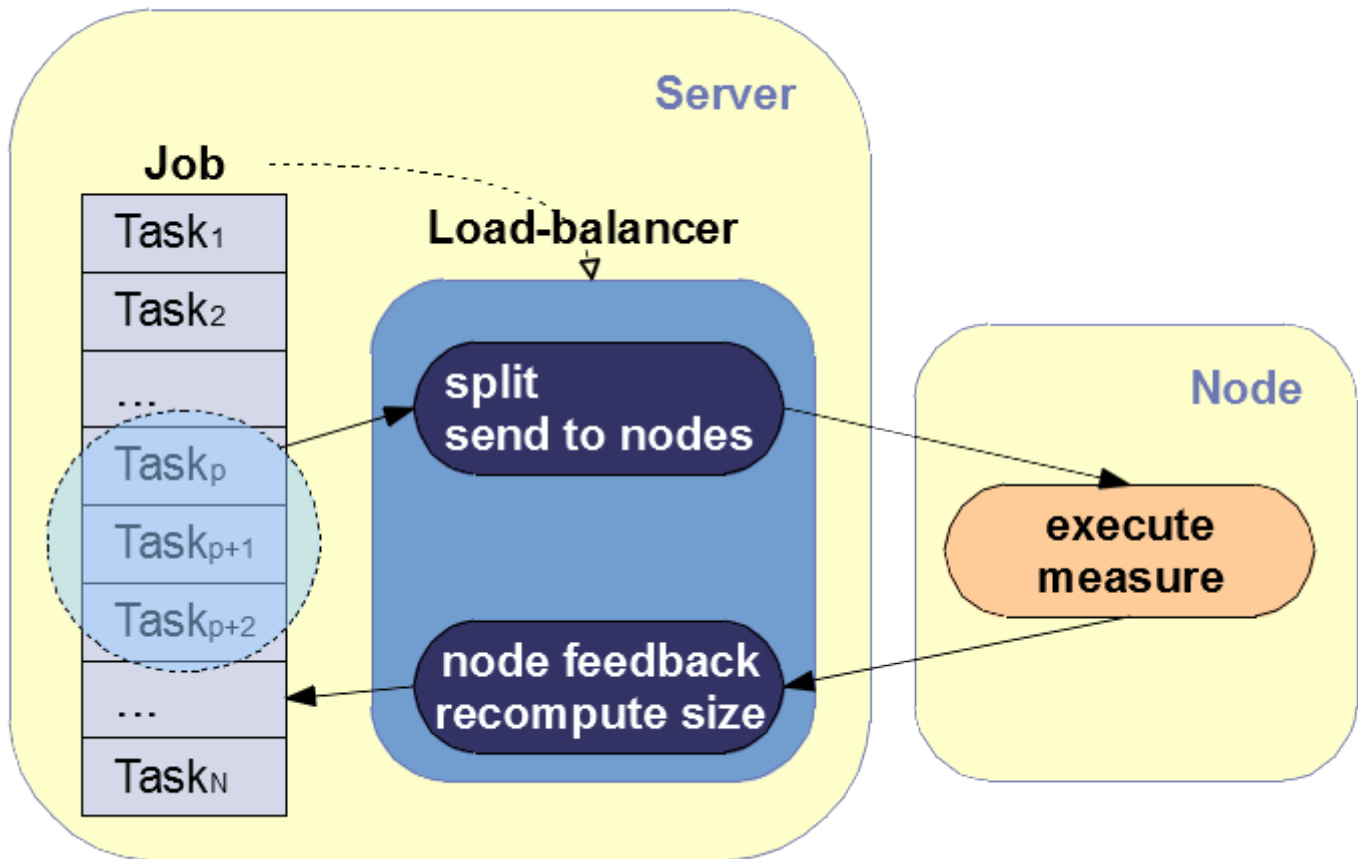 Server
Job
Load-balancer
Task1
Task2
...
Taskp
Taskp+1
Taskp+2
...
TaskN
split
send to nodes
node feedback
recompute size
Node
execute
measure